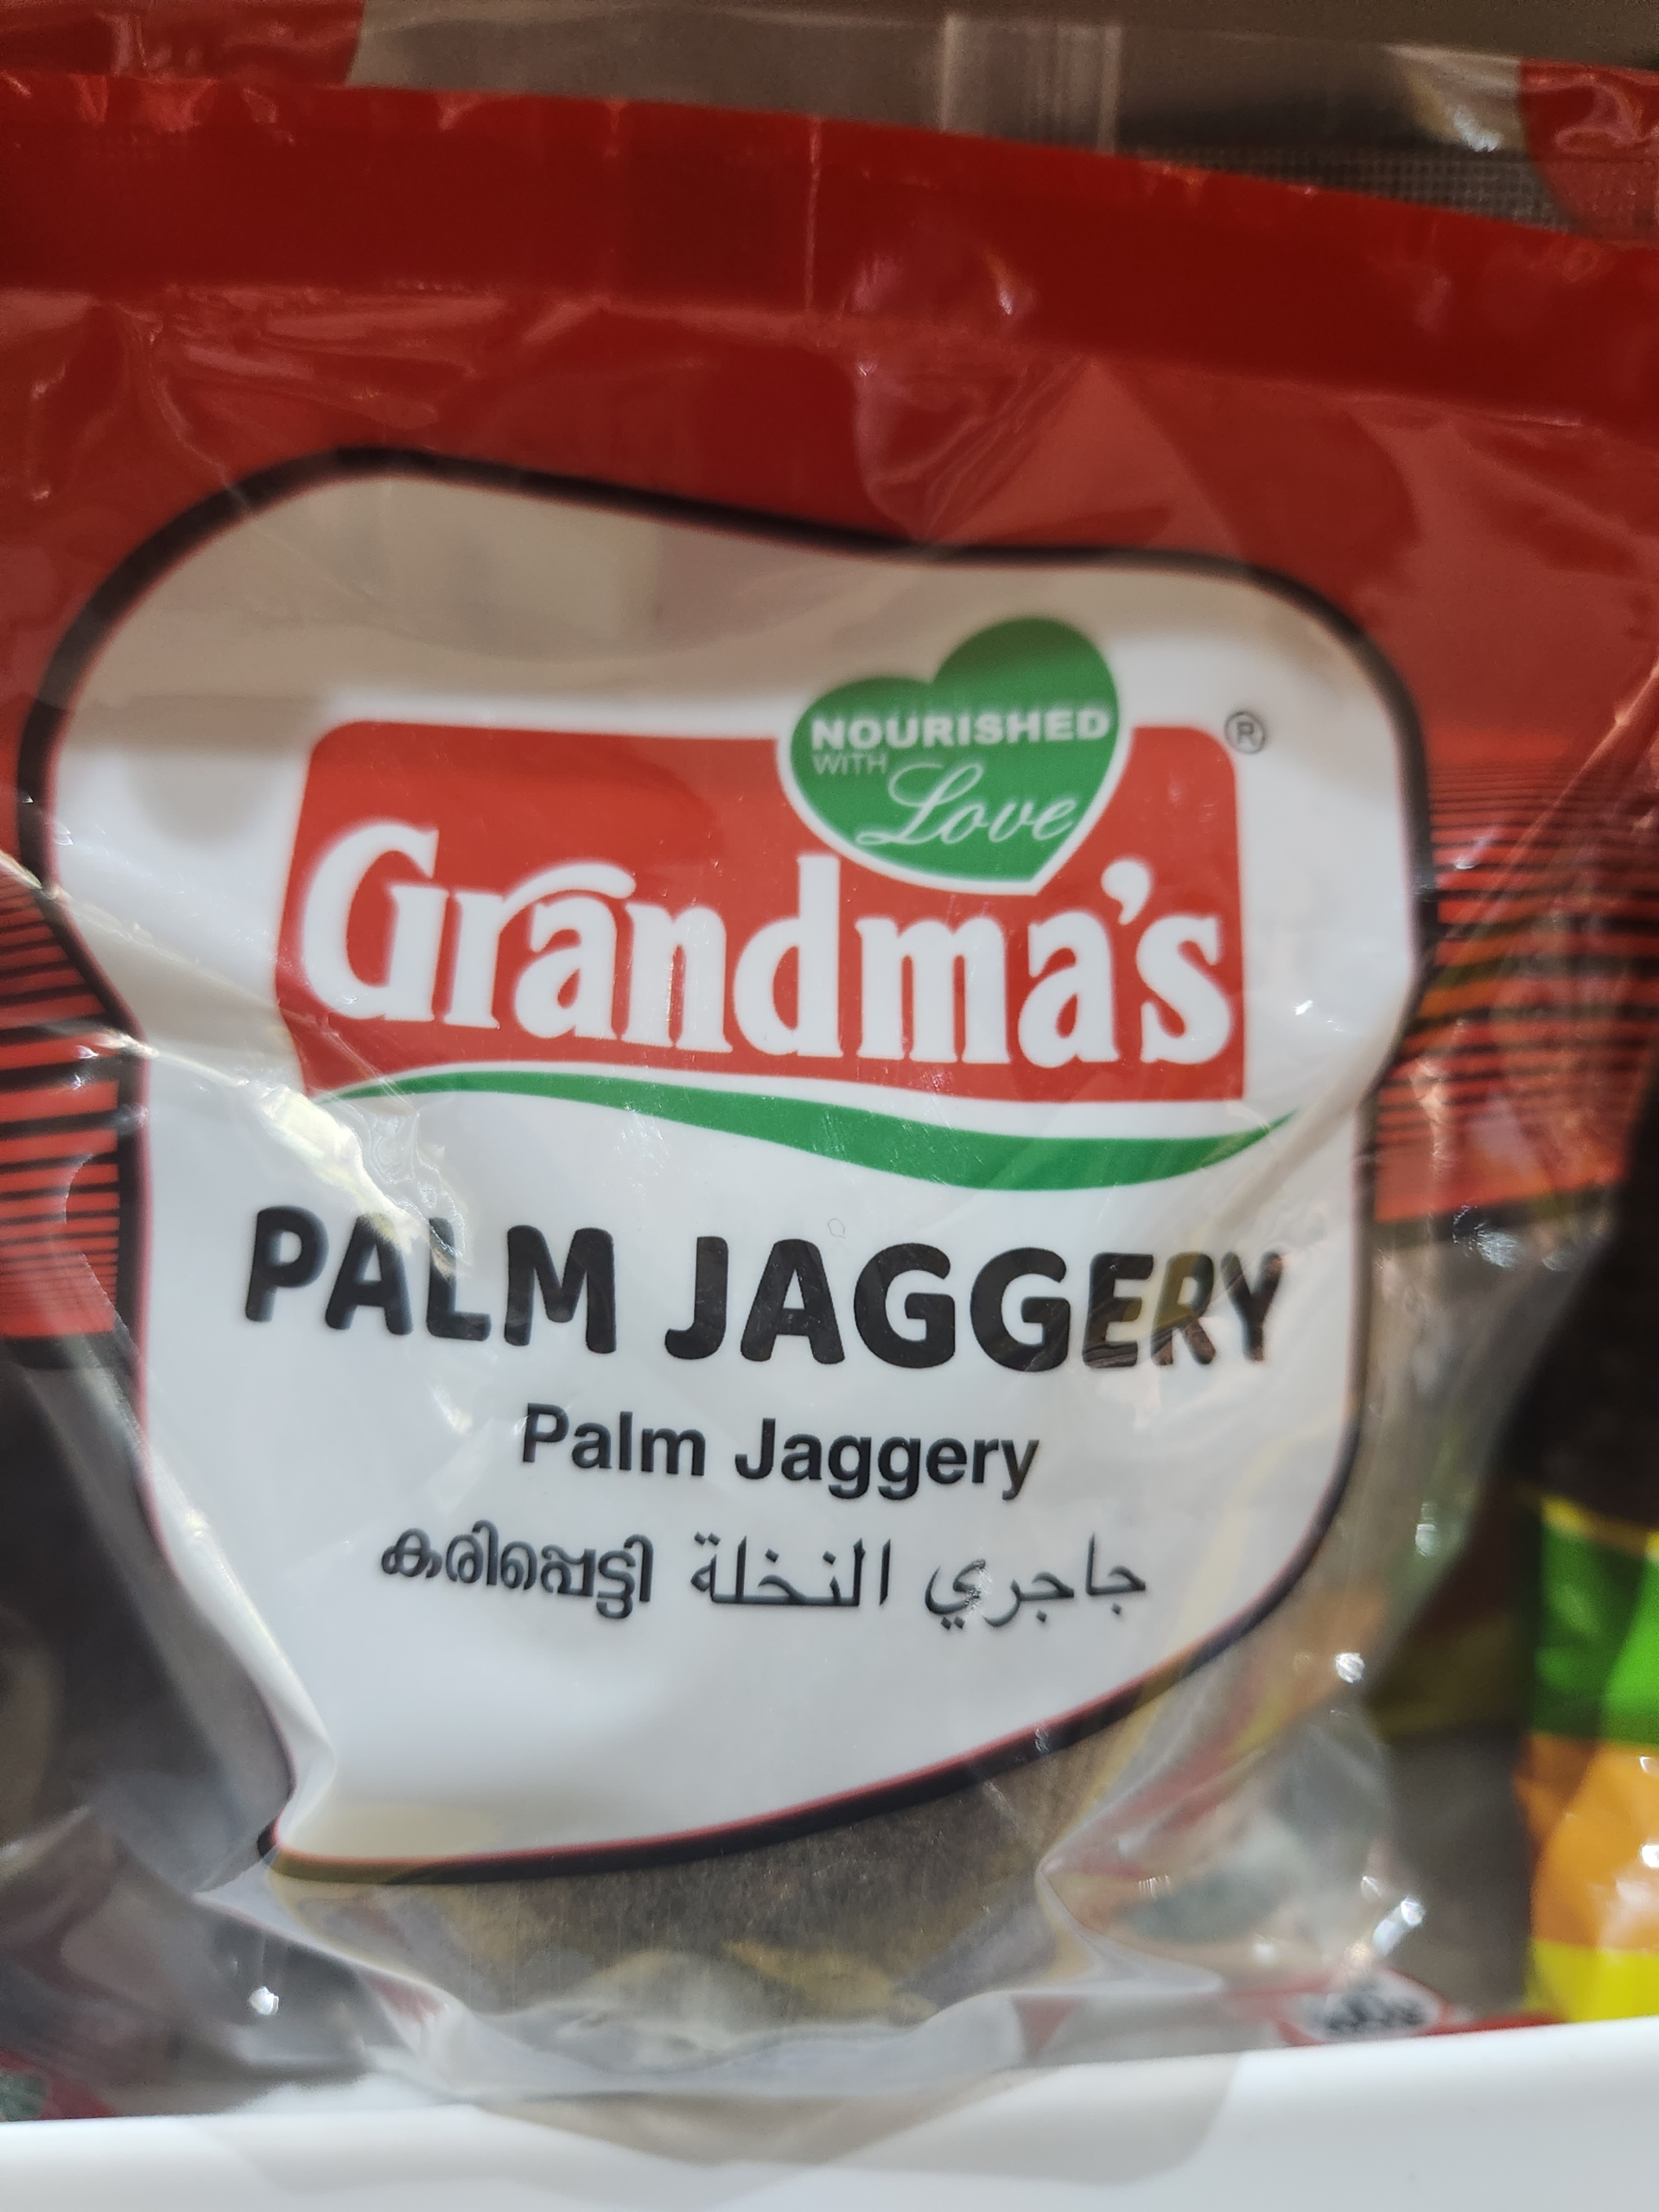 NOURISHED
WITH Love
Grandma's ®
PALM JAGGERY
Palm Jaggery
കരിപ്പെട്ടി جاجري النخلة